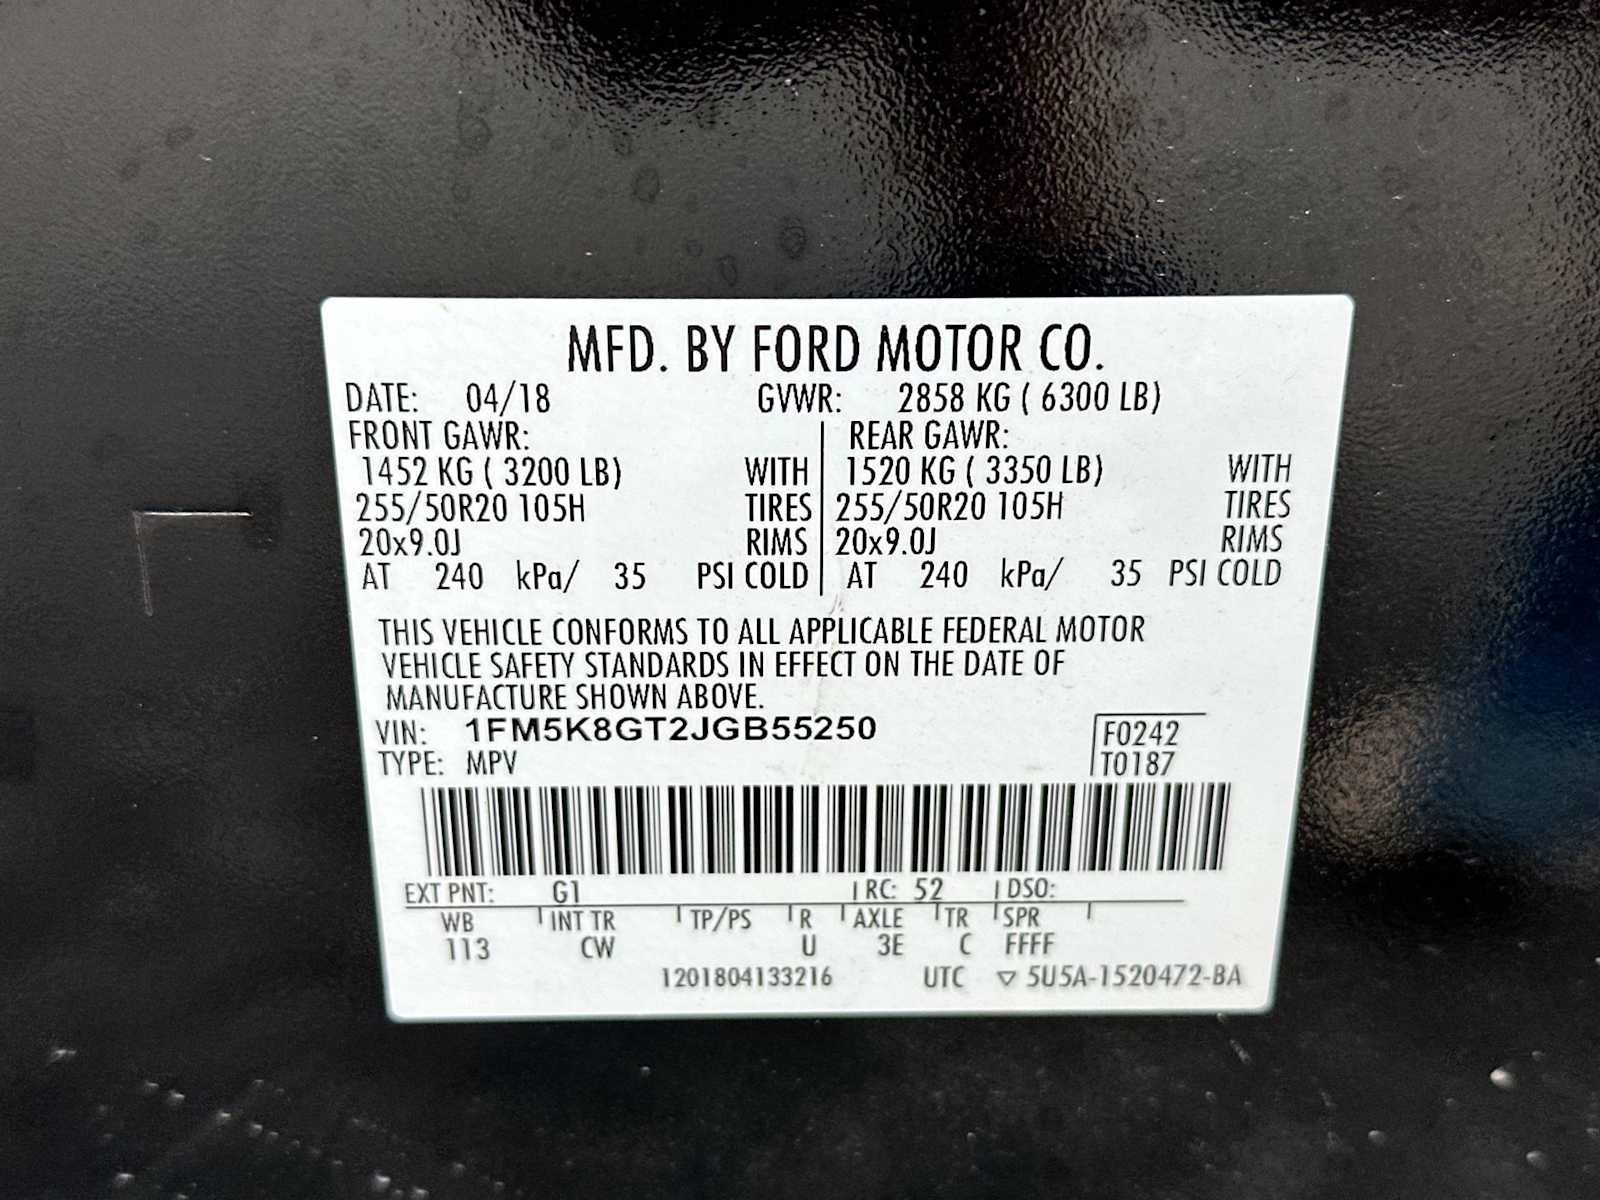 MFD. BY FORD MOTOR CO.
DATE: 04/18 GVWR: 2858 KG ( 6300 LB)
FRONT GAWR: REAR GAWR:
1452 KG ( 3200 LB) WITH 1520 KG ( 3350 LB) WITH
255/50R20 105H TIRES 255/50R20 105H TIRES
20x9.0J RIMS 20x9.0J RIMS
AT 240 kPa/ 35 PSI COLD AT 240 kPa/ 35 PSI COLD
THIS VEHICLE CONFORMS TO ALL APPLICABLE FEDERAL MOTOR
VEHICLE SAFETY STANDARDS IN EFFECT ON THE DATE OF
MANUFACTURE SHOWN ABOVE.
VIN: 1FM5K8GT2JGB55250 F0242
TYPE: MPV T0187
EXT PNT: G1 RC: 52 DSO:
WB INT TR TP/PS R AXLE TR SPR
113 CW U 3E C FFFF
1201804133216 UTC ▽ 5U5A-1520472-BA